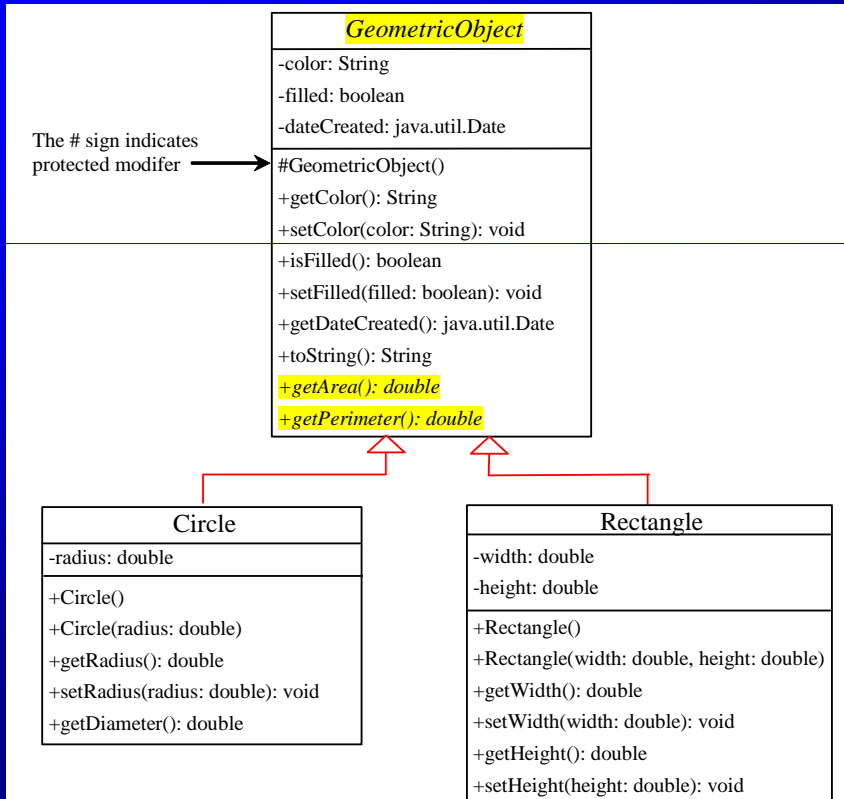 GeometricObject
-color: String
-filled: boolean
-dateCreated: java.util.Date
The # sign indicates
protected modifer
#GeometricObject()
+getColor(): String
+setColor(color: String): void
+isFilled(): boolean
+setFilled(filled: boolean): void
+getDateCreated(): java.util.Date
+toString(): String
+getArea(): double
+getPerimeter(): double
Circle
-radius: double
+Circle()
+Circle(radius: double)
+getRadius(): double
+setRadius(radius: double): void
+getDiameter(): double
Rectangle
-width: double
-height: double
+Rectangle()
+Rectangle(width: double, height: double)
+getWidth(): double
+setWidth(width: double): void
+getHeight(): double
+setHeight(height: double): void